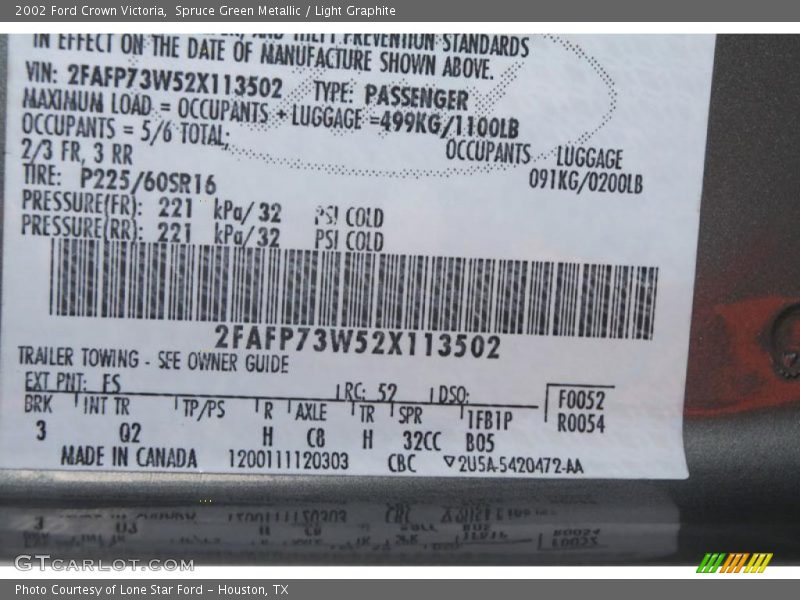 2002 Ford Crown Victoria, Spruce Green Metallic / Light Graphite
IN EFFECT ON THE DATE OF MANUFACTURE SHOWN ABOVE.
THEFT PREVENTION STANDARDS
VIN: 2FAFP73W52X113502 TYPE: PASSENGER
MAXIMUM LOAD = OCCUPANTS + LUGGAGE =499KG/1100LB
OCCUPANTS = 5/6 TOTAL; OCCUPANTS LUGGAGE
2/3 FR, 3 RR 091KG/0200LB
TIRE: P225/60SR16
PRESSURE(FR): 221 kPa/32 PSI COLD
PRESSURE(RR): 221 kPa/32 PSI COLD
2FAFP73W52X113502
TRAILER TOWING - SEE OWNER GUIDE
EXT PNT: FS RC: 52 DSO: F0052
BRK INT TR TP/PS R AXLE TR SPR 1FB1P R0054
3 Q2 H C8 H 32CC B05
MADE IN CANADA 1200111120303 CBC ▽2U5A-5420472-AA
GTCARLOT.COM
Photo Courtesy of Lone Star Ford - Houston, TX